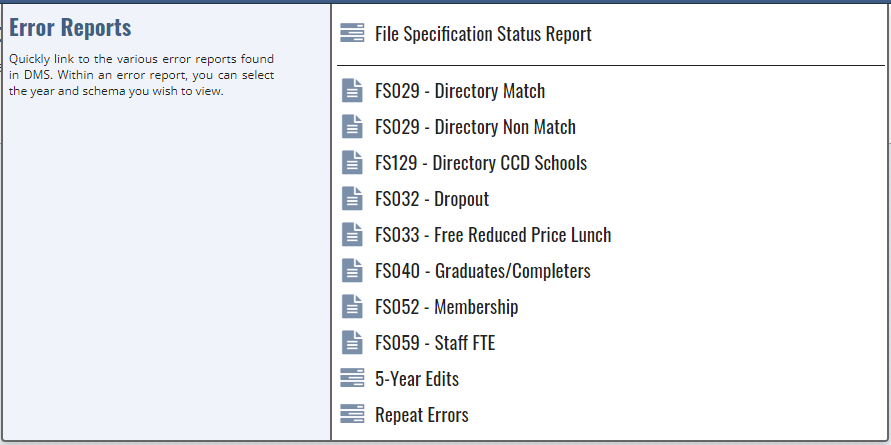 Error Reports
Quickly link to the various error reports found
in DMS. Within an error report, you can select
the year and schema you wish to view.
File Specification Status Report
FS029 - Directory Match
FS029 - Directory Non Match
FS129 - Directory CCD Schools
FS032 - Dropout
FS033 - Free Reduced Price Lunch
FS040 - Graduates/Completers
FS052 - Membership
FS059 - Staff FTE
5-Year Edits
Repeat Errors